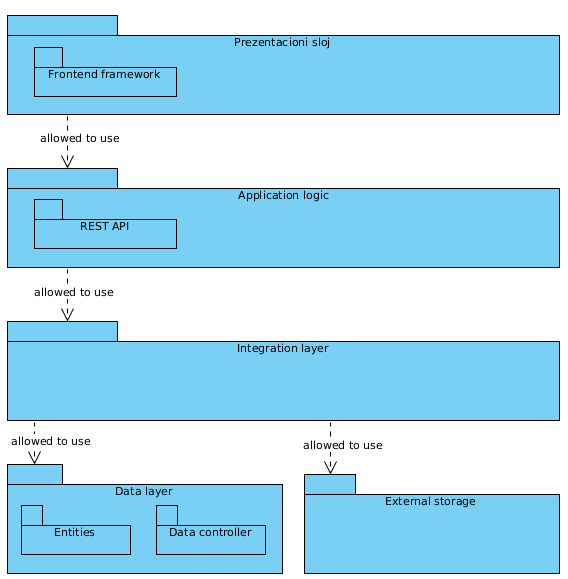 Prezentacioni sloj
Frontend framework
allowed to use
Application logic
REST API
allowed to use
Integration layer
allowed to use
allowed to use
Data layer
External storage
Entities
Data controller